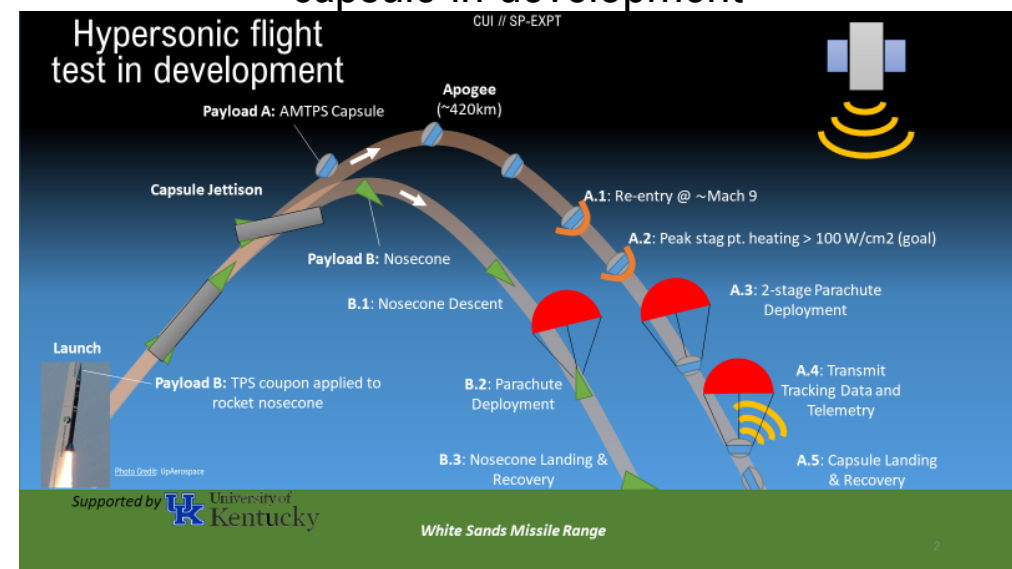 capsule in development
CUI // SP-EXPT
Hypersonic flight
test in development
Apogee
(~420km)
Payload A: AMTPS Capsule
Capsule Jettison
A.1: Re-entry @ ~Mach 9
A.2: Peak stag pt. heating > 100 W/cm2 (goal)
Payload B: Nosecone
B.1: Nosecone Descent
A.3: 2-stage Parachute
Deployment
Launch
Payload B: TPS coupon applied to
rocket nosecone
B.2: Parachute
Deployment
A.4: Transmit
Tracking Data and
Telemetry
Photo Credit: UpAerospace
B.3: Nosecone Landing &
Recovery
A.5: Capsule Landing
& Recovery
Supported by UK University of
Kentucky
White Sands Missile Range
2